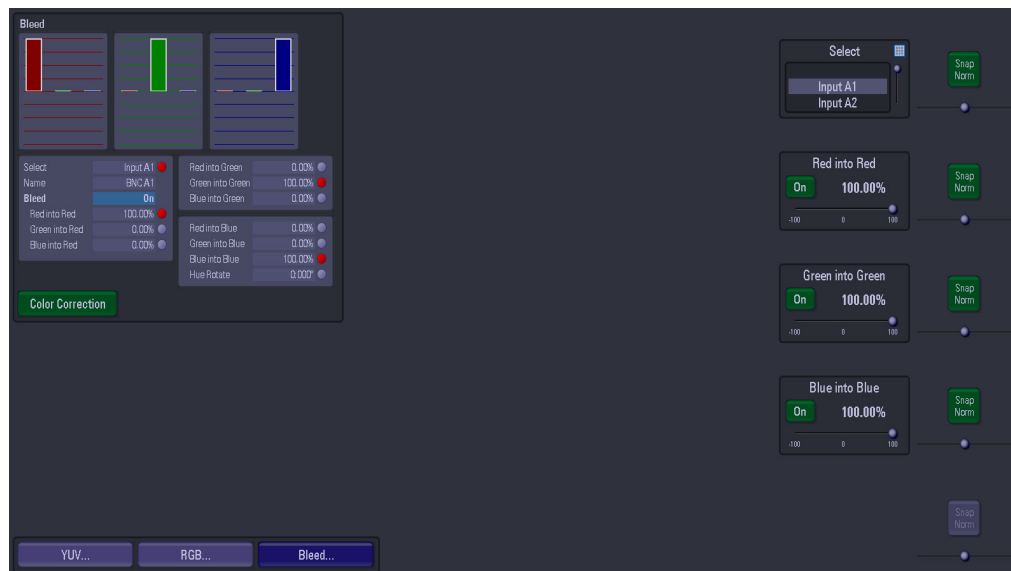 Bleed
Select Input A1
Name BNC A1
Bleed On
Red into Red 100.00%
Green into Red 0.00%
Blue into Red 0.00%
Red into Green 0.00%
Green into Green 100.00%
Blue into Green 0.00%
Red into Blue 0.00%
Green into Blue 0.00%
Blue into Blue 100.00%
Hue Rotate 0:000°
Color Correction
Select
Input A1
Input A2
Snap
Norm
Red into Red
On 100.00%
-100 0 100
Snap
Norm
Green into Green
On 100.00%
-100 0 100
Snap
Norm
Blue into Blue
On 100.00%
-100 0 100
Snap
Norm
Snap
Norm
YUV... RGB... Bleed...